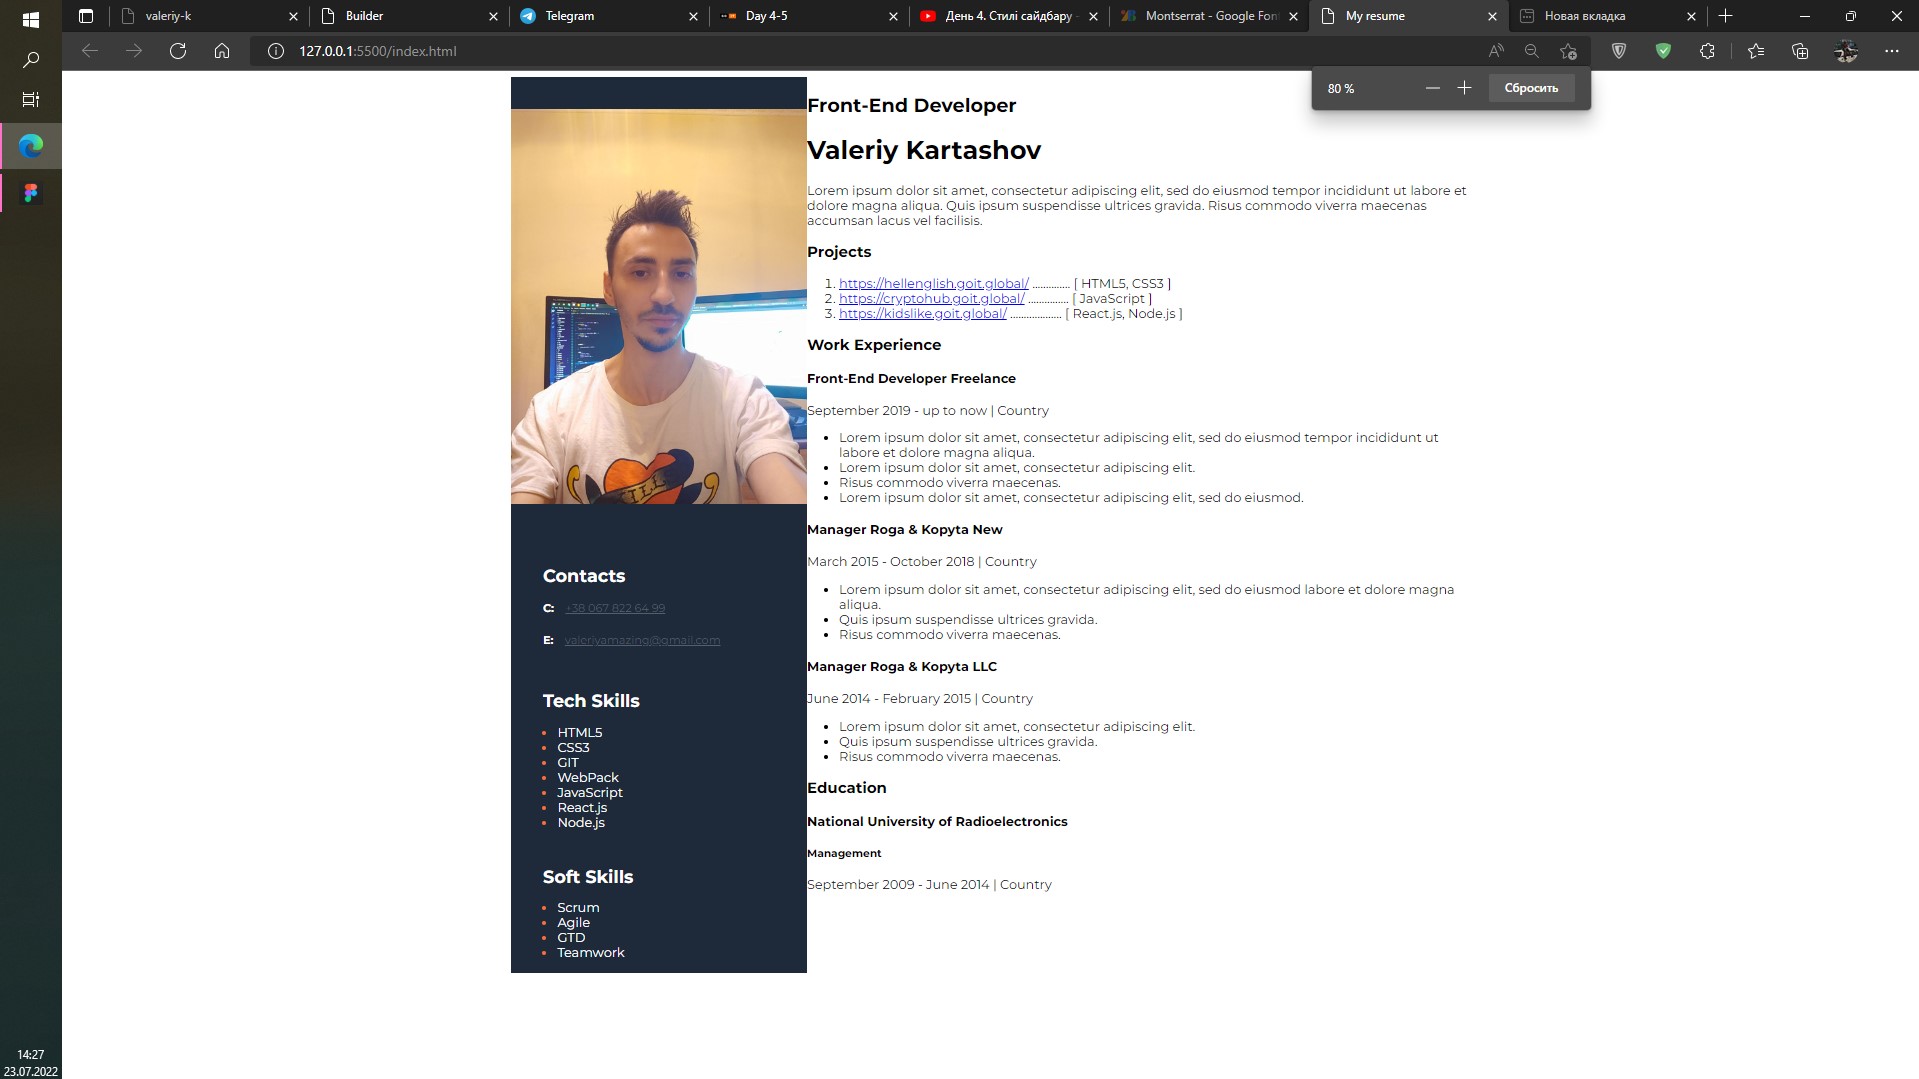 valeriy-k
Builder
Telegram
Day 4-5
День 4. Стилі сайдбару -
Montserrat - Google Fon
My resume
Новая вкладка
127.0.0.1:5500/index.html
80 %
Сбросить
Contacts
C: +38 067 822 64 99
E: valeriyamazing@gmail.com
Tech Skills
HTML5
CSS3
GIT
WebPack
JavaScript
React.js
Node.js
Soft Skills
Scrum
Agile
GTD
Teamwork
Front-End Developer
Valeriy Kartashov
Lorem ipsum dolor sit amet, consectetur adipiscing elit, sed do eiusmod tempor incididunt ut labore et
dolore magna aliqua. Quis ipsum suspendisse ultrices gravida. Risus commodo viverra maecenas
accumsan lacus vel facilisis.
Projects
1. https://hellenglish.goit.global/ .............. [ HTML5, CSS3 ]
2. https://cryptohub.goit.global/ ............... [ JavaScript ]
3. https://kidslike.goit.global/ ................... [ React.js, Node.js ]
Work Experience
Front-End Developer Freelance
September 2019 - up to now | Country
Lorem ipsum dolor sit amet, consectetur adipiscing elit, sed do eiusmod tempor incididunt ut
labore et dolore magna aliqua.
Lorem ipsum dolor sit amet, consectetur adipiscing elit.
Risus commodo viverra maecenas.
Lorem ipsum dolor sit amet, consectetur adipiscing elit, sed do eiusmod.
Manager Roga & Kopyta New
March 2015 - October 2018 | Country
Lorem ipsum dolor sit amet, consectetur adipiscing elit, sed do eiusmod labore et dolore magna
aliqua.
Quis ipsum suspendisse ultrices gravida.
Risus commodo viverra maecenas.
Manager Roga & Kopyta LLC
June 2014 - February 2015 | Country
Lorem ipsum dolor sit amet, consectetur adipiscing elit.
Quis ipsum suspendisse ultrices gravida.
Risus commodo viverra maecenas.
Education
National University of Radioelectronics
Management
September 2009 - June 2014 | Country
14:27
23.07.2022